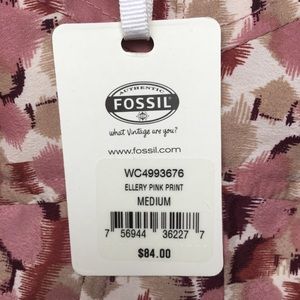 AUTHENTIC
FOSSIL
what Vintage are you?
www.fossil.com
WC4993676
ELLERY PINK PRINT
MEDIUM
7 56944 36227 7
$84.00